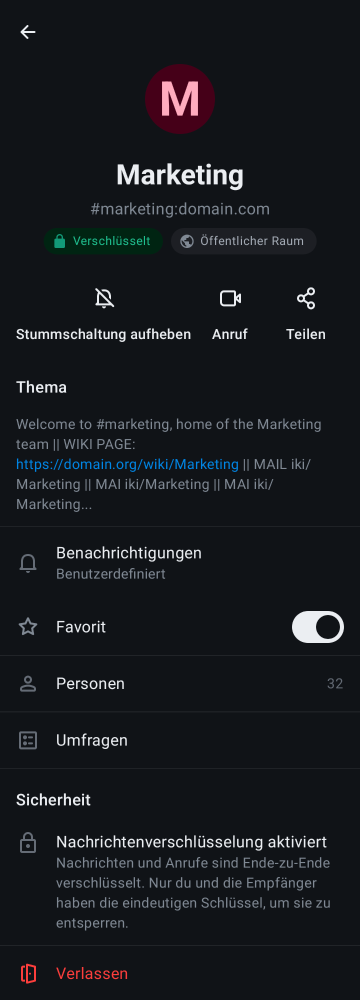 M
Marketing
#marketing:domain.com
Verschlüsselt
Öffentlicher Raum
Stummschaltung aufheben
Anruf
Teilen
Thema
Welcome to #marketing, home of the Marketing
team || WIKI PAGE:
https://domain.org/wiki/Marketing || MAIL iki/
Marketing || MAI iki/Marketing || MAI iki/
Marketing...
Benachrichtigungen
Benutzerdefiniert
Favorit
Personen
32
Umfragen
Sicherheit
Nachrichtenverschlüsselung aktiviert
Nachrichten und Anrufe sind Ende-zu-Ende
verschlüsselt. Nur du und die Empfänger
haben die eindeutigen Schlüssel, um sie zu
entsperren.
Verlassen